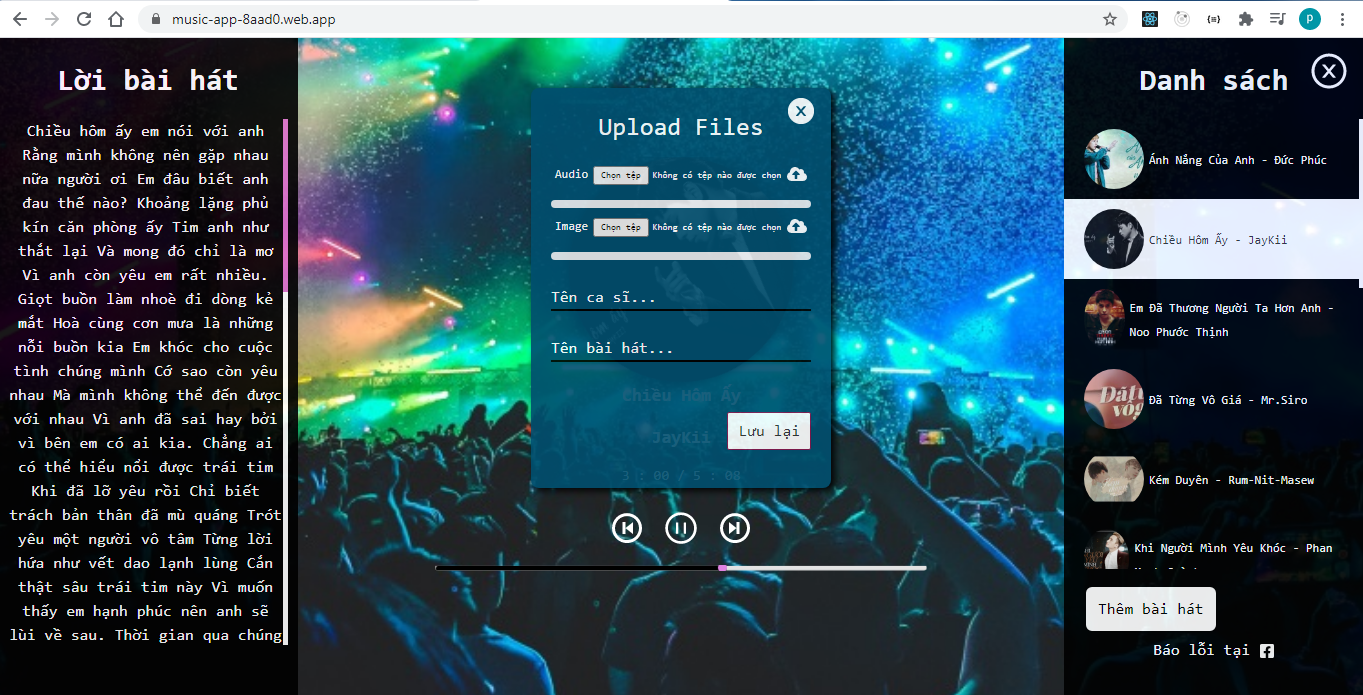 music-app-8aad0.web.app
P
Lời bài hát
Chiều hôm ấy em nói với anh
Rằng mình không nên gặp nhau
nữa người ơi Em đâu biết anh
đau thế nào? Khoảng lặng phủ
kín căn phòng ấy Tim anh như
thắt lại Và mong đó chỉ là mơ
Vì anh còn yêu em rất nhiều.
Giọt buồn làm nhoè đi dòng kẻ
mắt Hoà cùng cơn mưa là những
nỗi buồn kia Em khóc cho cuộc
tình chúng mình Cớ sao còn yêu
nhau Mà mình không thể đến được
với nhau Vì anh đã sai hay bởi
vì bên em có ai kia. Chẳng ai
có thể hiểu nổi được trái tim
Khi đã lỡ yêu rồi Chỉ biết
trách bản thân đã mù quáng Trót
yêu một người vô tâm Từng lời
hứa như vết dao lạnh lùng Cắn
thật sâu trái tim này Vì muốn
thấy em hạnh phúc nên anh sẽ
lùi về sau. Thời gian qua chúng
X
Upload Files
Audio Chọn tệp Không có tệp nào được chọn
Image Chọn tệp Không có tệp nào được chọn
Tên ca sĩ...
Tên bài hát...
Chiều Hôm Ấy
Lưu lại
JayKii
3 : 00 / 5 : 08
Danh sách
X
Ánh Nắng Của Anh - Đức Phúc
Chiều Hôm Ấy - JayKii
Em Đã Thương Người Ta Hơn Anh -
Noo Phước Thịnh
Đã Từng Vô Giá - Mr.Siro
Kém Duyên - Rum-Nit-Masew
Khi Người Mình Yêu Khóc - Phan
Thêm bài hát
Báo lỗi tại